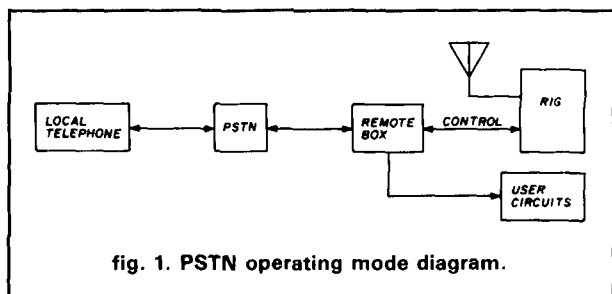 LOCAL
TELEPHONE
PSTN
REMOTE
BOX
CONTROL
RIG
USER
CIRCUITS
fig. 1. PSTN operating mode diagram.